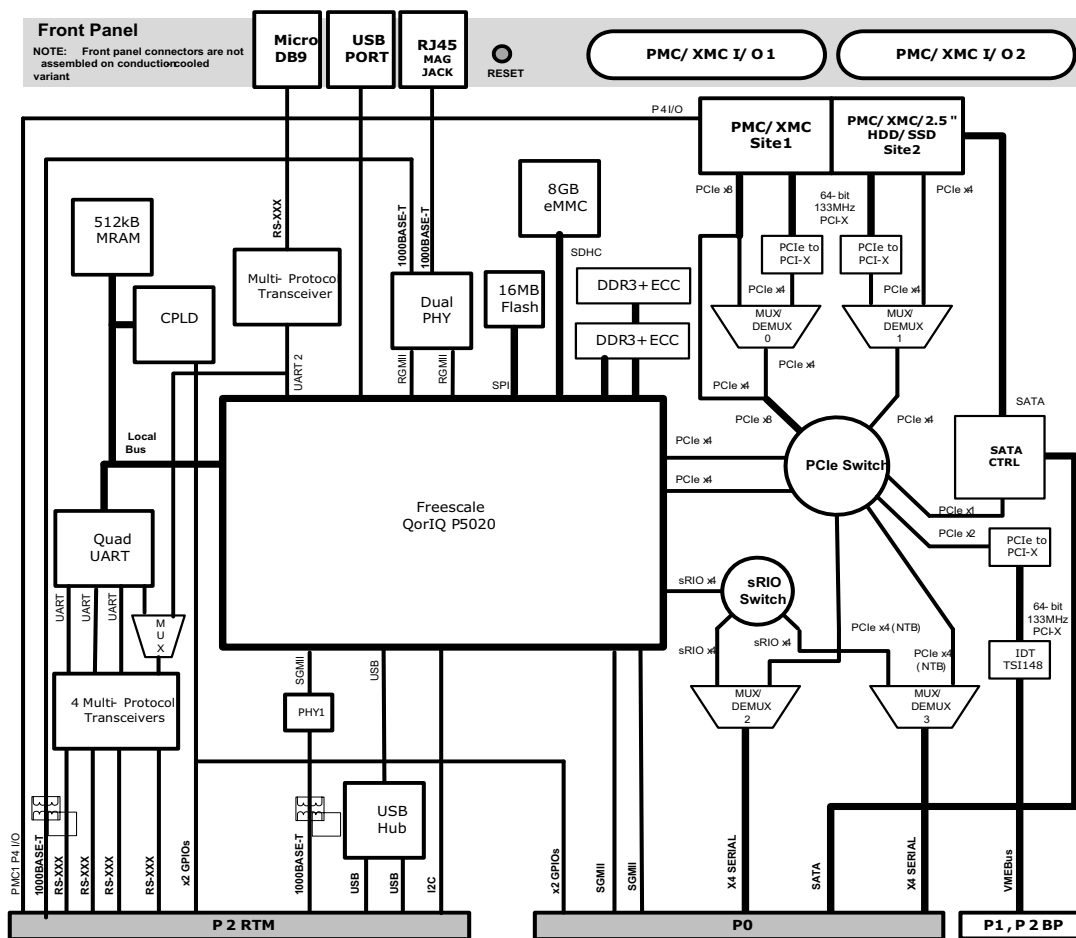 Front Panel
NOTE: Front panel connectors are not
assembled on conduction-cooled
variant
Micro
DB9
USB
PORT
RJ45
MAG
JACK
RESET
PMC/ XMC I/ O 1
PMC/ XMC I/ O 2
P 4 I/O
PMC/ XMC
Site1
PMC/ XMC/ 2.5 "
HDD/ SSD
Site2
PCIe x8
64- bit
133MHz
PCI-X
PCIe x4
512kB
MRAM
RS-XXX
1000BASE-T
1000BASE-T
8GB
eMMC
SDHC
PCIe to
PCI-X
PCIe to
PCI-X
Multi- Protocol
Transceiver
Dual
PHY
16MB
Flash
DDR3+ ECC
PCIe x4
PCIe x4
CPLD
DDR3+ ECC
MUX/
DEMUX
0
MUX/
DEMUX
1
UART 2
RGMII
RGMII
SPI
PCIe x4
PCIe x4
SATA
PCIe x8
PCIe x4
Local
Bus
PCIe x4
PCIe Switch
SATA
CTRL
PCIe x4
Freescale
QorIQ P5020
PCIe x1
Quad
UART
PCIe x2
PCIe to
PCI-X
sRIO x4
sRIO
Switch
UART
UART
UART
M
U
X
64- bit
133MHz
PCI-X
PCIe x4 (NTB)
sRIO x4
sRIO x4
PCIe x4
( NTB)
IDT
TSI148
SGMII
USB
4 Multi- Protocol
Transceivers
PHY1
MUX/
DEMUX
2
MUX/
DEMUX
3
USB
Hub
PMC1 P4 I/O
1000BASE-T
RS-XXX
RS-XXX
RS-XXX
RS-XXX
x2 GPIOs
1000BASE-T
USB
USB
I2C
x2 GPIOs
SGMII
SGMII
X4 SERIAL
SATA
X4 SERIAL
VMEBus
P 2 RTM
P0
P1 , P 2 BP